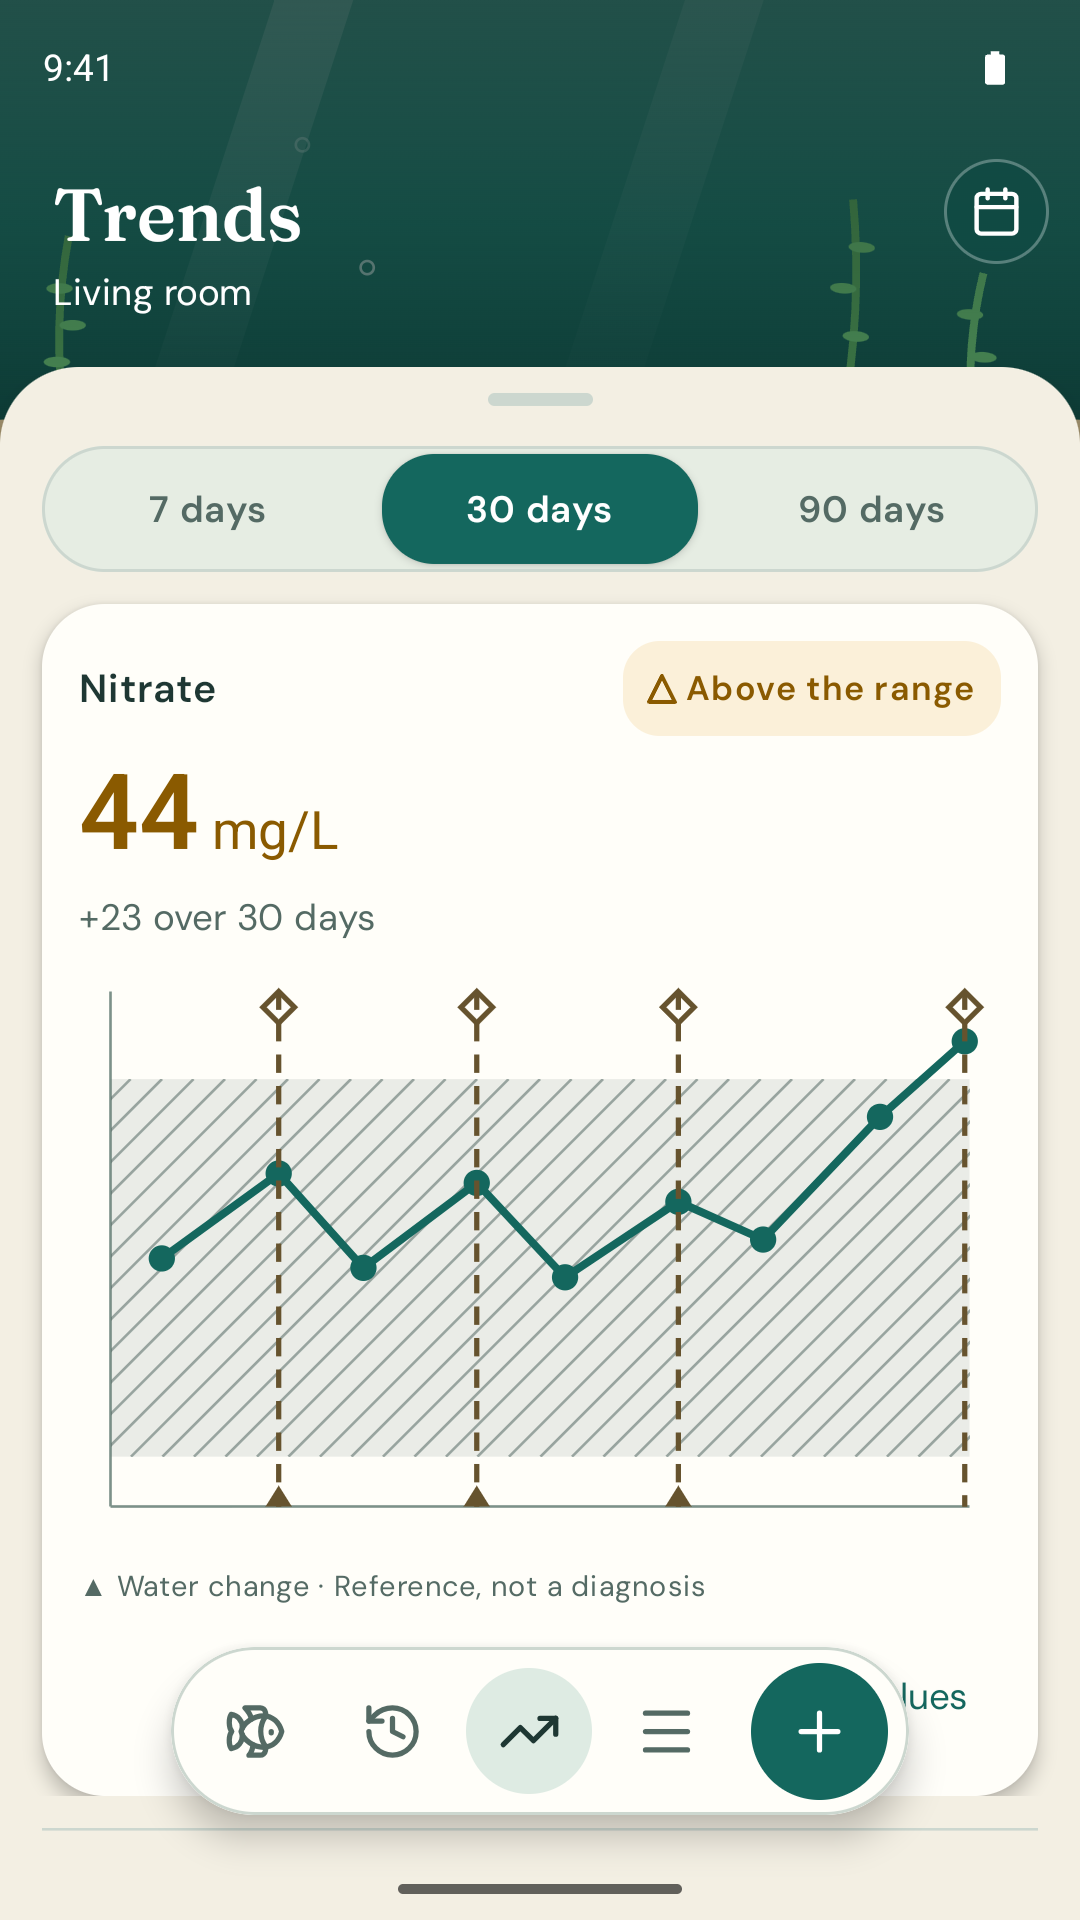 9:41
Trends
Living room
7 days
30 days
90 days
Nitrate
Above the range
44 mg/L
+23 over 30 days
▲ Water change · Reference, not a diagnosis